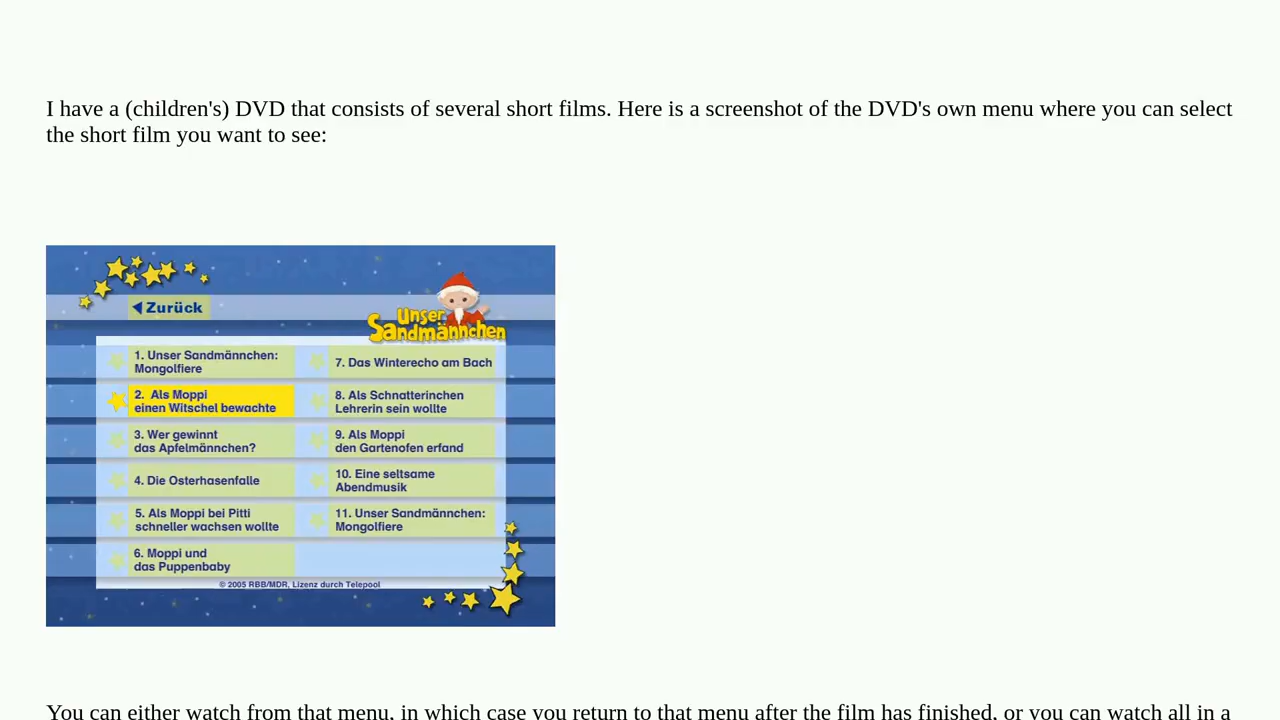 I have a (children's) DVD that consists of several short films. Here is a screenshot of the DVD's own menu where you can select
the short film you want to see:
Zurück
Unser
Sandmännchen
1. Unser Sandmännchen:
Mongolfiere
2. Als Moppi
einen Witschel bewachte
3. Wer gewinnt
das Apfelmännchen?
4. Die Osterhasenfalle
5. Als Moppi bei Pitti
schneller wachsen wollte
6. Moppi und
das Puppenbaby
7. Das Winterecho am Bach
8. Als Schnatterinchen
Lehrerin sein wollte
9. Als Moppi
den Gartenofen erfand
10. Eine seltsame
Abendmusik
11. Unser Sandmännchen:
Mongolfiere
© 2005 RBB/MDR, Lizenz durch Telepool
You can either watch from that menu, in which case you return to that menu after the film has finished, or you can watch all in a